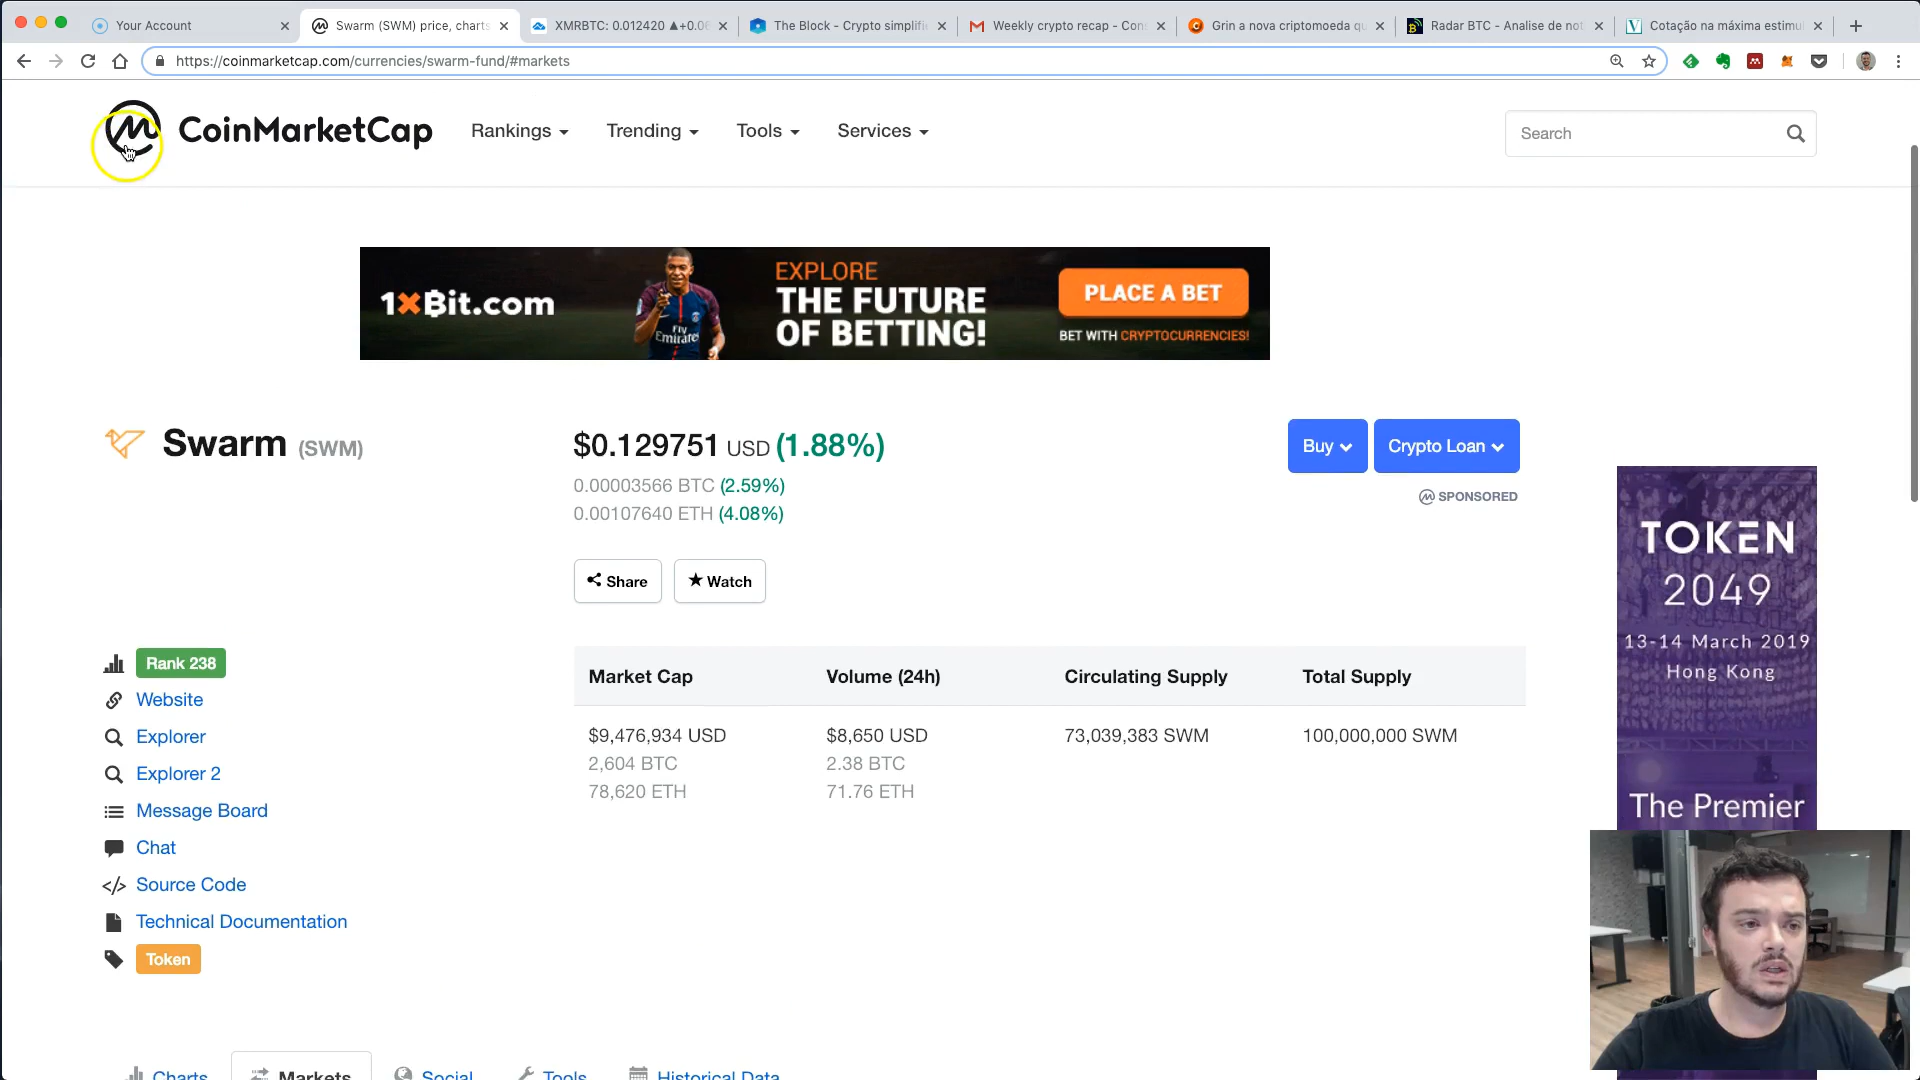 Your Account
Swarm (SWM) price, charts
XMRBTC: 0.012420 ▲+0.06
The Block - Crypto simplifi
Weekly crypto recap - Con
Grin a nova criptomoeda qu
Radar BTC - Analise de not
Cotação na máxima estimu
https://coinmarketcap.com/currencies/swarm-fund/#markets
CoinMarketCap
Rankings
Trending
Tools
Services
Search
1xBit.com
EXPLORE
THE FUTURE
OF BETTING!
PLACE A BET
BET WITH CRYPTOCURRENCIES!
Fly
Emirates
Swarm (SWM)
$0.129751 USD (1.88%)
0.00003566 BTC (2.59%)
0.00107640 ETH (4.08%)
Buy
Crypto Loan
SPONSORED
Share
Watch
Rank 238
Website
Explorer
Explorer 2
Message Board
Chat
Source Code
Technical Documentation
Token
Market Cap
Volume (24h)
Circulating Supply
Total Supply
$9,476,934 USD
$8,650 USD
73,039,383 SWM
100,000,000 SWM
2,604 BTC
2.38 BTC
78,620 ETH
71.76 ETH
TOKEN
2049
13-14 March 2019
Hong Kong
The Premier
Charts
Markets
Social
Tools
Historical Data